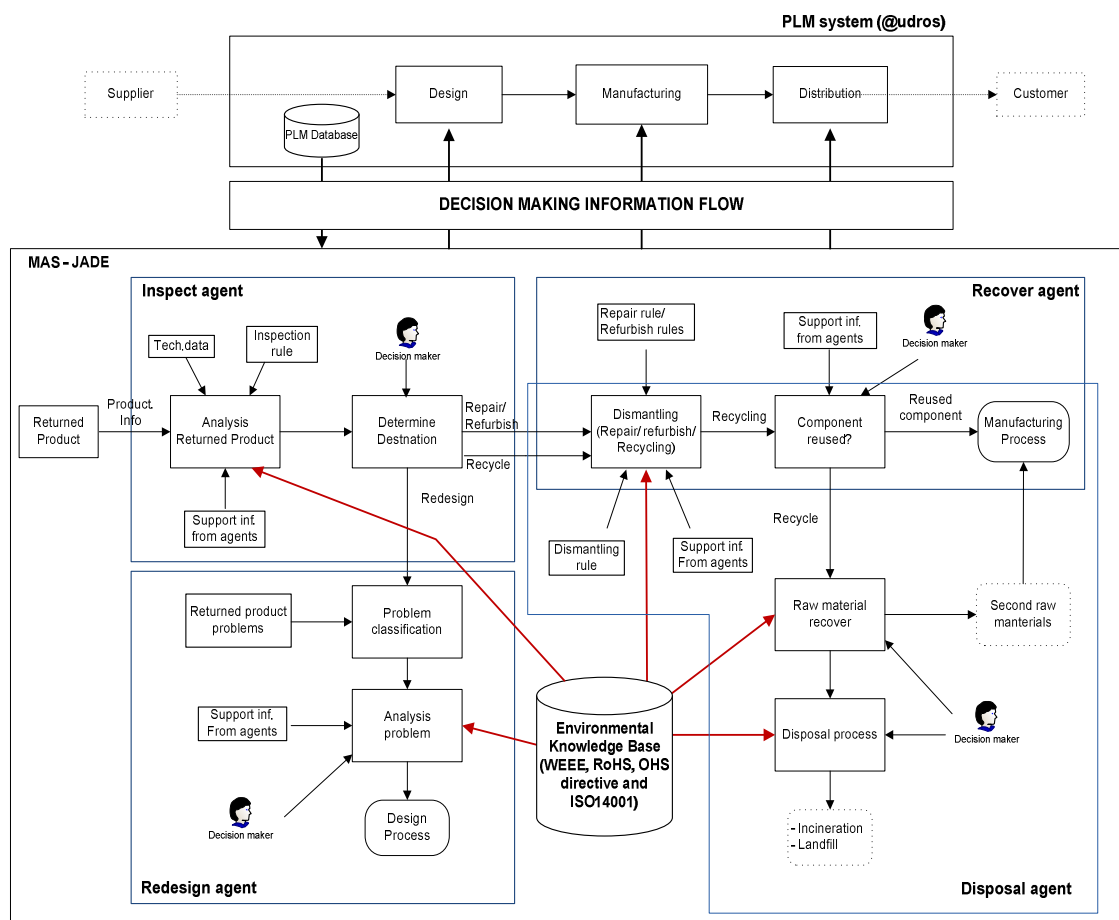 PLM system (@udros)
Supplier
Design
Manufacturing
Distribution
Customer
PLM Database
DECISION MAKING INFORMATION FLOW
MAS – JADE
Inspect agent
Recover agent
Tech.data
Inspection
rule
Decision maker
Repair rule/
Refurbish rules
Support inf.
from agents
Decision maker
Returned
Product
Product.
Info
Analysis
Returned Product
Determine
Destnation
Repair/
Refurbish
Recycle
Dismantling
(Repair/ refurbish/
Recycling)
Recycling
Component
reused?
Reused
component
Manufacturing
Process
Support inf.
from agents
Redesign
Dismantling
rule
Support inf.
From agents
Recycle
Returned product
problems
Problem
classification
Raw material
recover
Second raw
manterials
Support inf.
From agents
Analysis
problem
Environmental
Knowledge Base
(WEEE, RoHS, OHS
directive and
ISO14001)
Disposal process
Decision maker
Decision maker
Design
Process
- Incineration
- Landfill
Redesign agent
Disposal agent